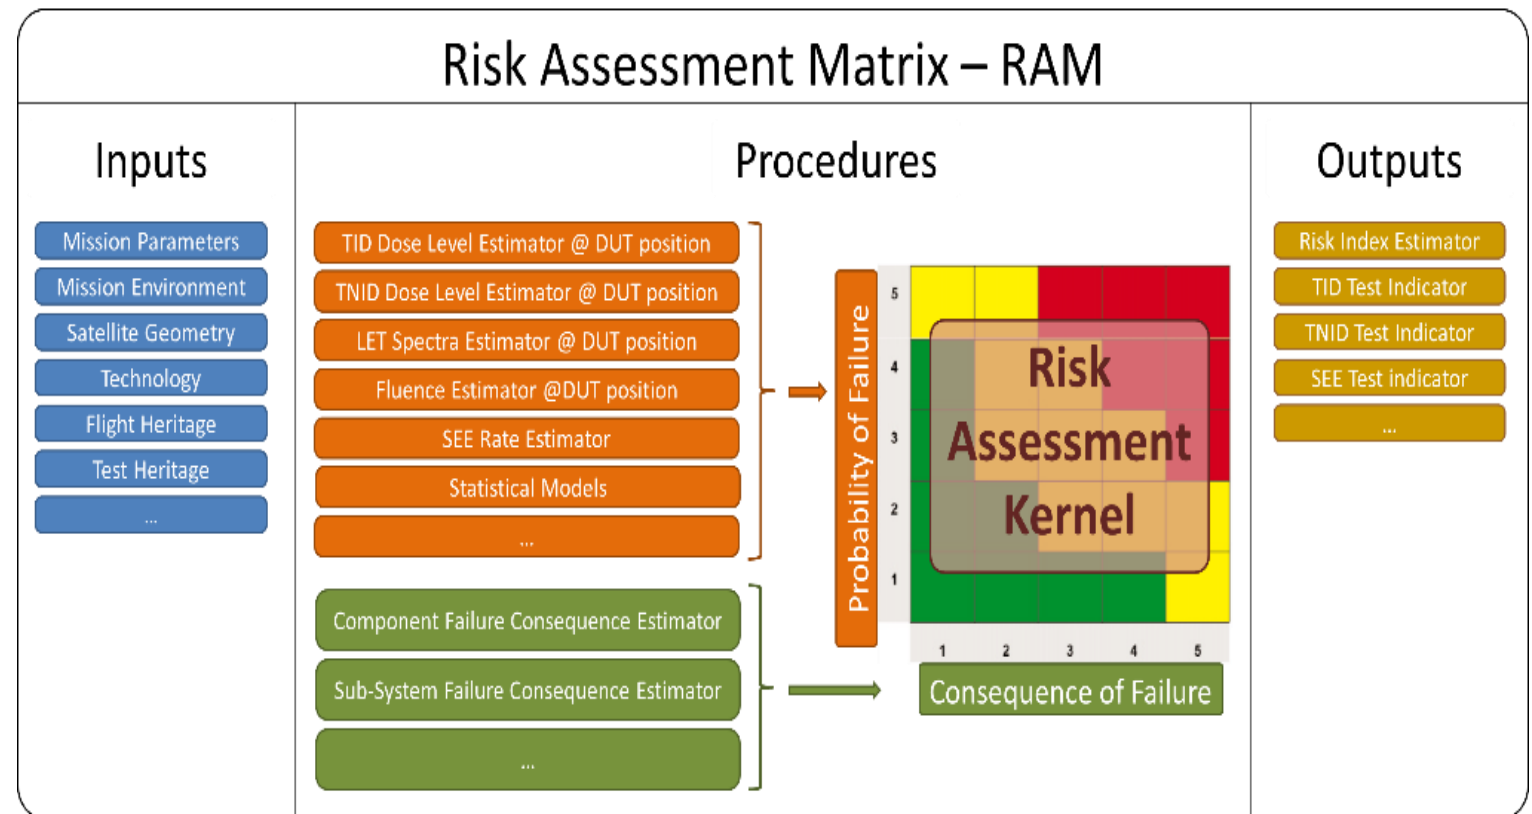 Risk Assessment Matrix – RAM
Inputs
Mission Parameters
Mission Environment
Satellite Geometry
Technology
Flight Heritage
Test Heritage
...
Procedures
TID Dose Level Estimator @ DUT position
TNID Dose Level Estimator @ DUT position
LET Spectra Estimator @ DUT position
Fluence Estimator @DUT position
SEE Rate Estimator
Statistical Models
...
Component Failure Consequence Estimator
Sub-System Failure Consequence Estimator
...
Probability of Failure
5
4
3
2
1
Risk
Assessment
Kernel
1 2 3 4 5
Consequence of Failure
Outputs
Risk Index Estimator
TID Test Indicator
TNID Test Indicator
SEE Test indicator
...